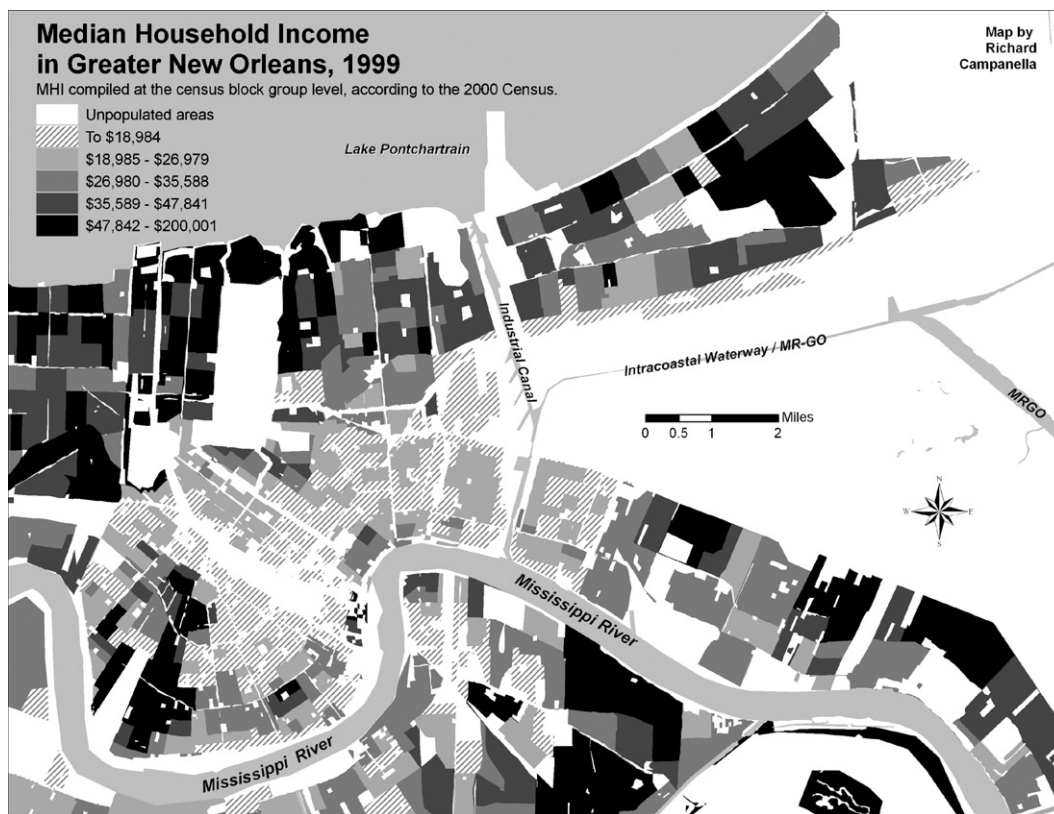 Median Household Income
in Greater New Orleans, 1999
MHI compiled at the census block group level, according to the 2000 Census.
Unpopulated areas
To $18,984
$18,985 - $26,979
$26,980 - $35,588
$35,589 - $47,841
$47,842 - $200,001
Map by
Richard
Campanella
Lake Pontchartrain
Industrial Canal
Intracoastal Waterway / MR-GO
MRGO
Miles
0 0.5 1 2
N
W E
S
Mississippi River
Mississippi River